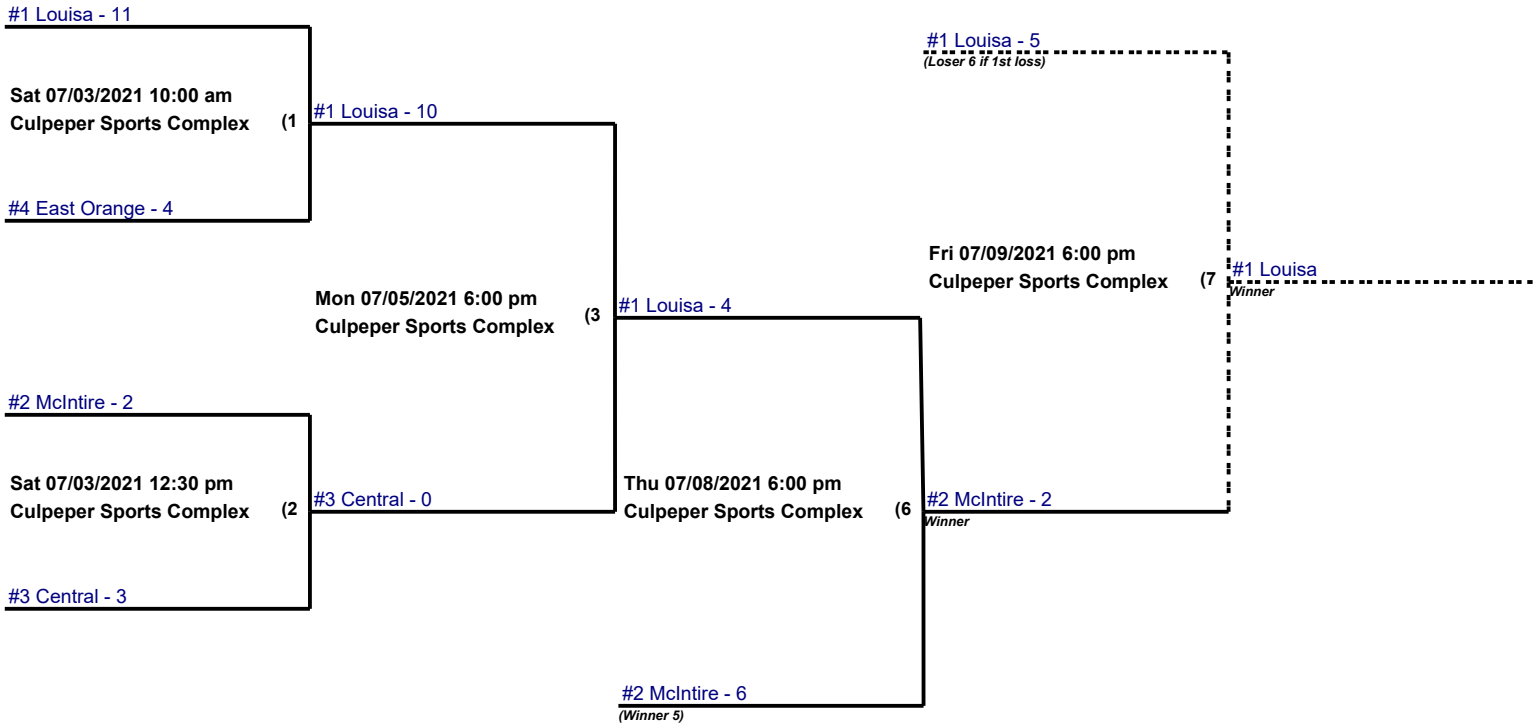 #1 Louisa - 11
Sat 07/03/2021 10:00 am
Culpeper Sports Complex (1
#4 East Orange - 4
#2 McIntire - 2
Sat 07/03/2021 12:30 pm
Culpeper Sports Complex (2
#3 Central - 3
#1 Louisa - 10
Mon 07/05/2021 6:00 pm
Culpeper Sports Complex (3
#3 Central - 0
#1 Louisa - 4
Thu 07/08/2021 6:00 pm
Culpeper Sports Complex (6
#2 McIntire - 6
(Winner 5)
#1 Louisa - 5
(Loser 6 if 1st loss)
Fri 07/09/2021 6:00 pm
Culpeper Sports Complex (7
#2 McIntire - 2
Winner
#1 Louisa
Winner